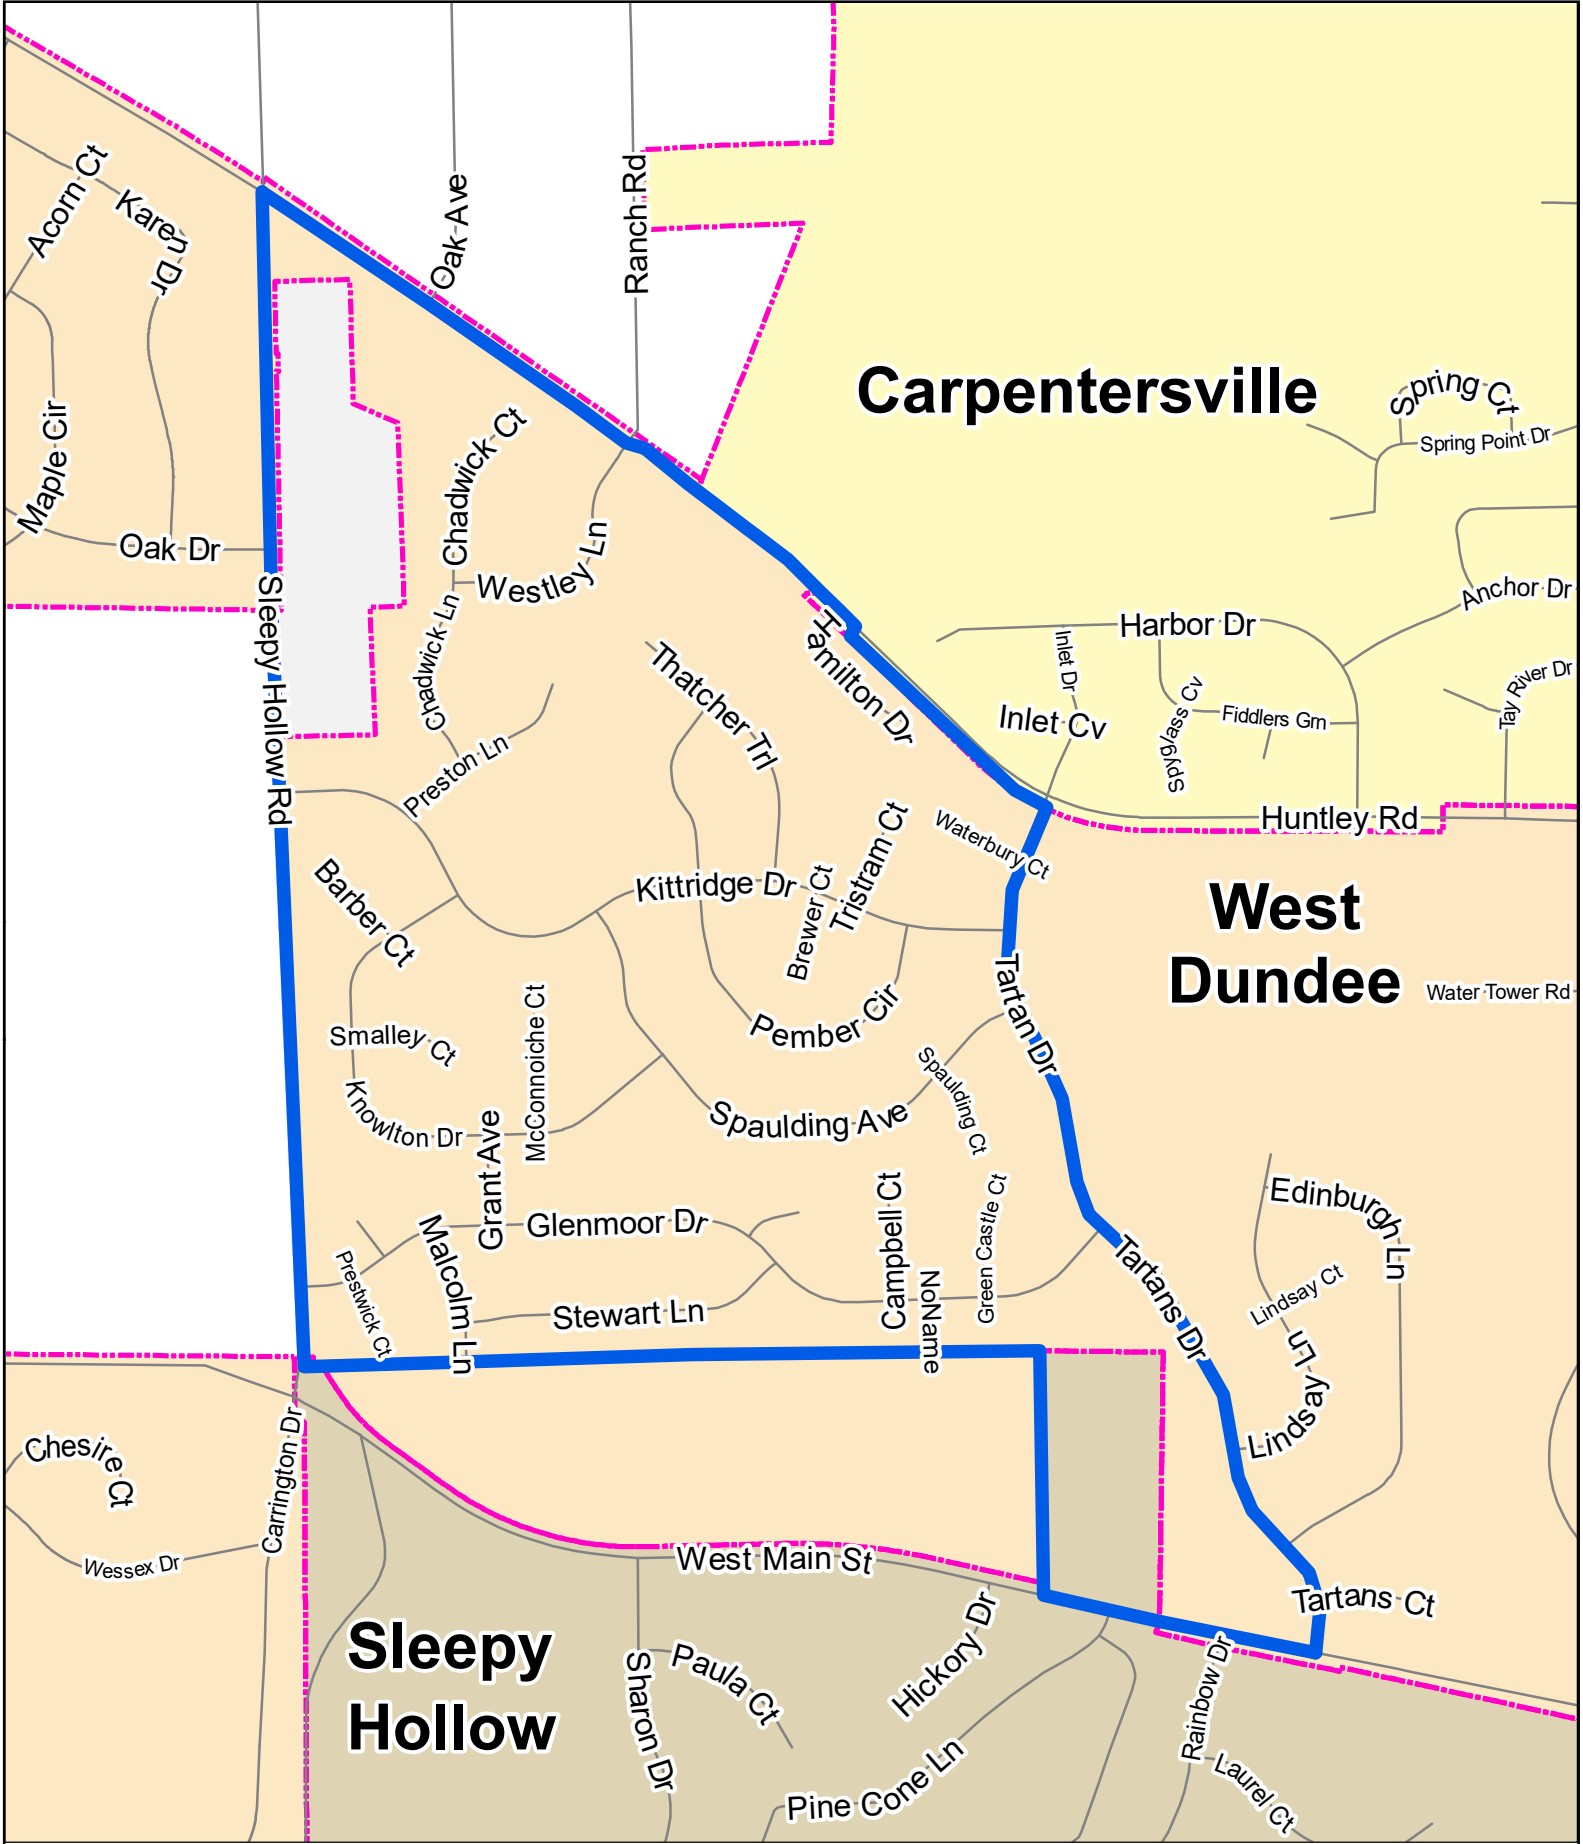 Acorn Ct
Karen Dr
Oak Ave
Ranch Rd
Carpentersville
Spring Ct
Spring Point Dr
Maple Cir
Chadwick Ct
Oak Dr
Westley Ln
Sleepy Hollow Rd
Chadwick Ln
Hamilton Dr
Harbor Dr
Anchor Dr
Inlet Dr
Thatcher Trl
Inlet Cv
Spyglass Cv
Fiddlers Grn
Tay River Dr
Preston Ln
Huntley Rd
Waterbury Ct
Barber Ct
Kittridge Dr
Brewer Ct
Tristram Ct
West
Dundee
Water Tower Rd
Tartan Dr
Smalley Ct
McConnoiche Ct
Pember Cir
Knowlton Dr
Spaulding Ave
Spaulding Ct
Grant Ave
Edinburgh Ln
Malcolm Ln
Glenmoor Dr
Campbell Ct
Green Castle Ct
Tartans Dr
Lindsay Ct
Prestwick Ct
Stewart Ln
NoName
Lindsay Ln
Chesire Ct
Carrington Dr
Wessex Dr
West Main St
Tartans Ct
Sleepy
Hollow
Sharon Dr
Paula Ct
Hickory Dr
Rainbow Dr
Pine Cone Ln
Laurel Ct